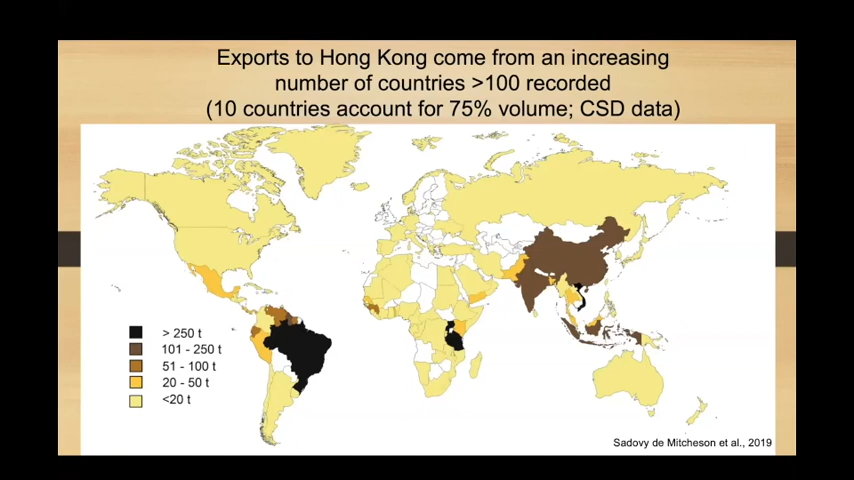 Exports to Hong Kong come from an increasing
number of countries >100 recorded
(10 countries account for 75% volume; CSD data)
> 250 t
101 - 250 t
51 - 100 t
20 - 50 t
<20 t
Sadovy de Mitcheson et al., 2019